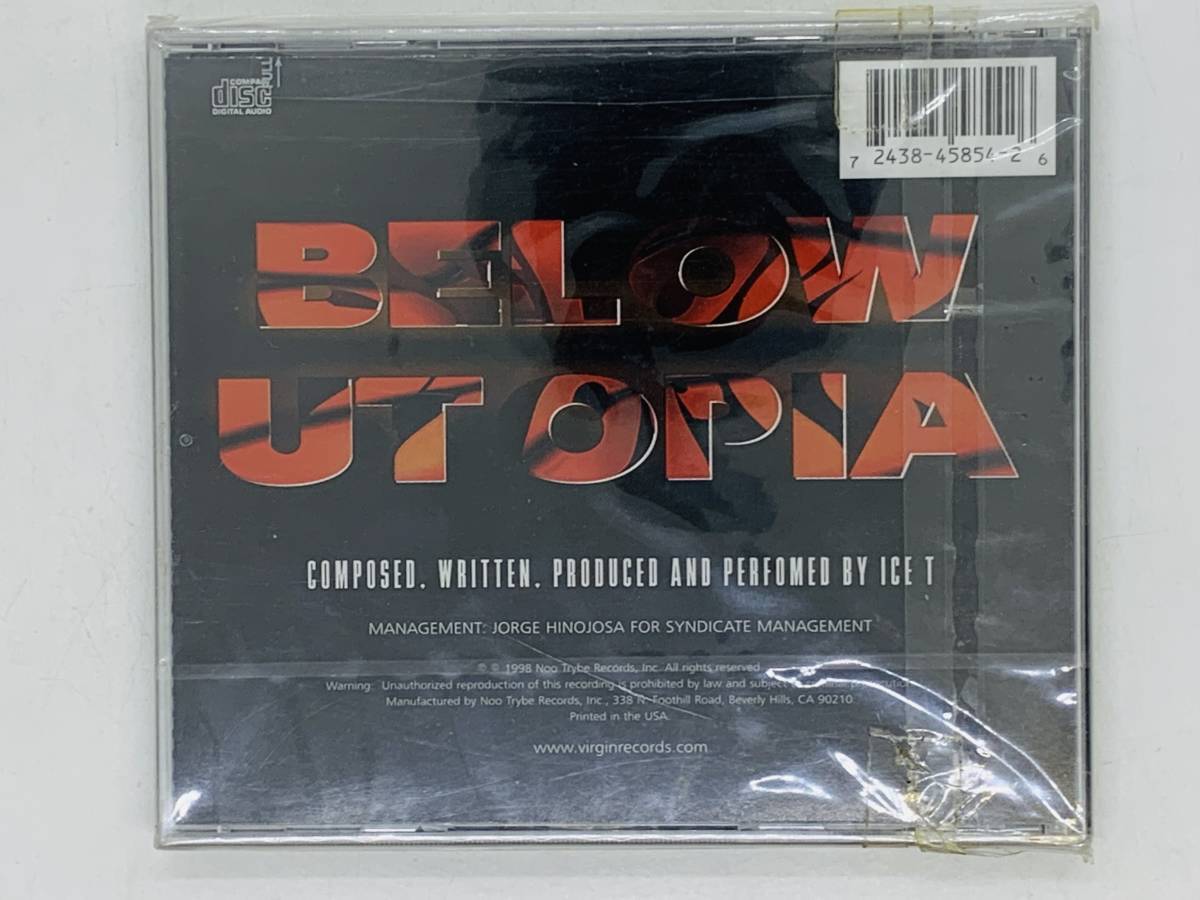 COMPACT
disc
DIGITAL AUDIO
PULL
7 2438-45854-2 6
BELOW
UTOPIA
COMPOSED, WRITTEN, PRODUCED AND PERFOMED BY ICE T
MANAGEMENT: JORGE HINOJOSA FOR SYNDICATE MANAGEMENT
℗ © 1998 Noo Trybe Records, Inc. All rights reserved.
Warning: Unauthorized reproduction of this recording is prohibited by law and subject to
Manufactured by Noo Trybe Records, Inc., 338 N. Foothill Road, Beverly Hills, CA 90210.
Printed in the USA.
www.virginrecords.com